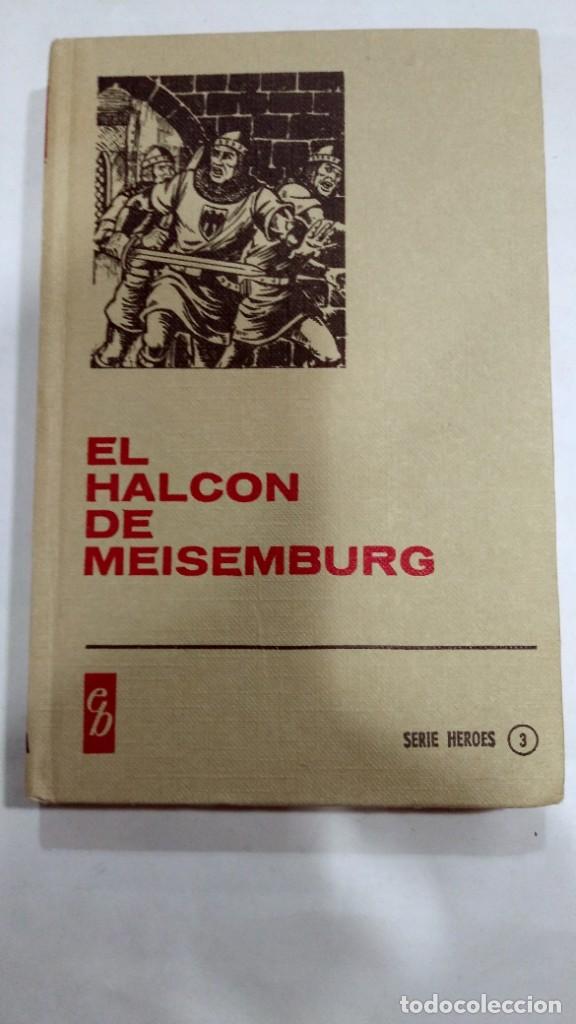 EL
HALCON
DE
MEISEMBURG
eb
SERIE HEROES 3
todocoleccion